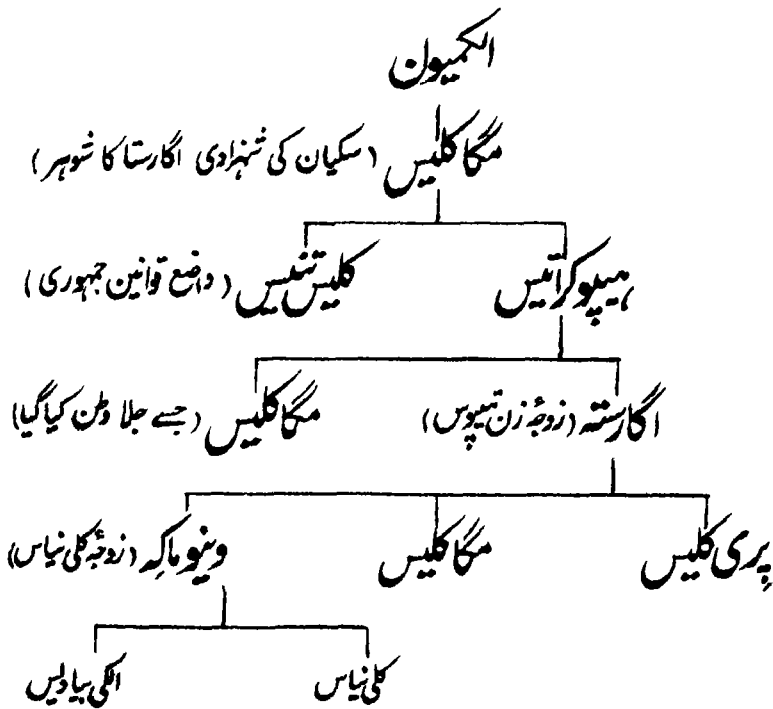 الکمیون
مگاکلیس (سکیان کی شہزادی اگارستا کا شوہر)
ہیپوکراتیس کلیس تنیس (واضع قوانین جمہوری)
اگارستہ (زوجۂ زن تیپوس) مگاکلیس (جسے جلا وطن کیا گیا)
پری کلیس مگاکلیس وینوماکہ (زوجۂ کلی نیاس)
کلی نیاس الکی بیادیس